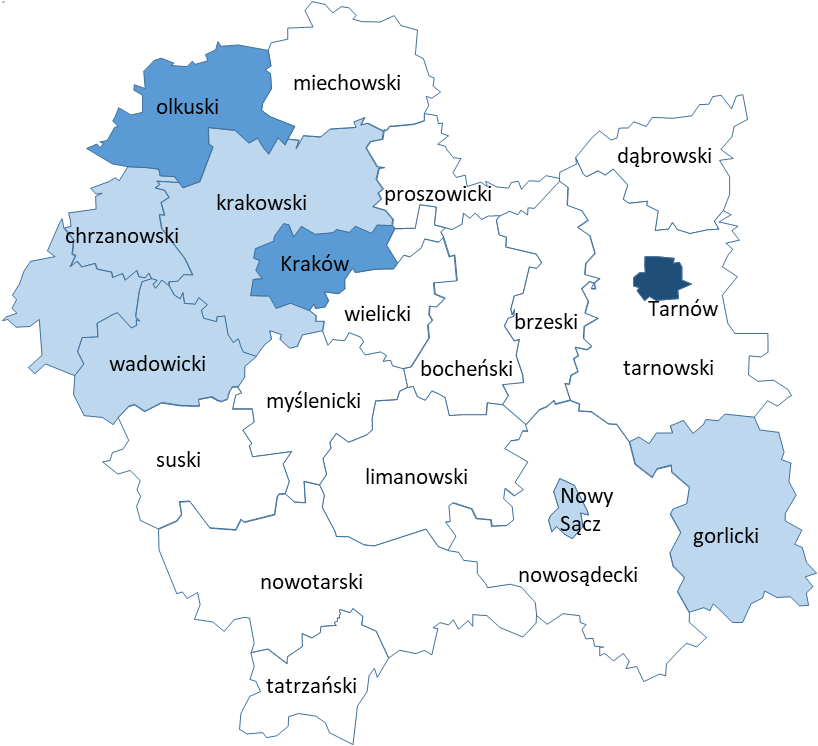 miechowski
olkuski
dąbrowski
proszowicki
krakowski
chrzanowski
Kraków
Tarnów
wielicki
brzeski
wadowicki
bocheński
tarnowski
myślenicki
suski
limanowski
Nowy
Sącz
gorlicki
nowotarski
nowosądecki
tatrzański